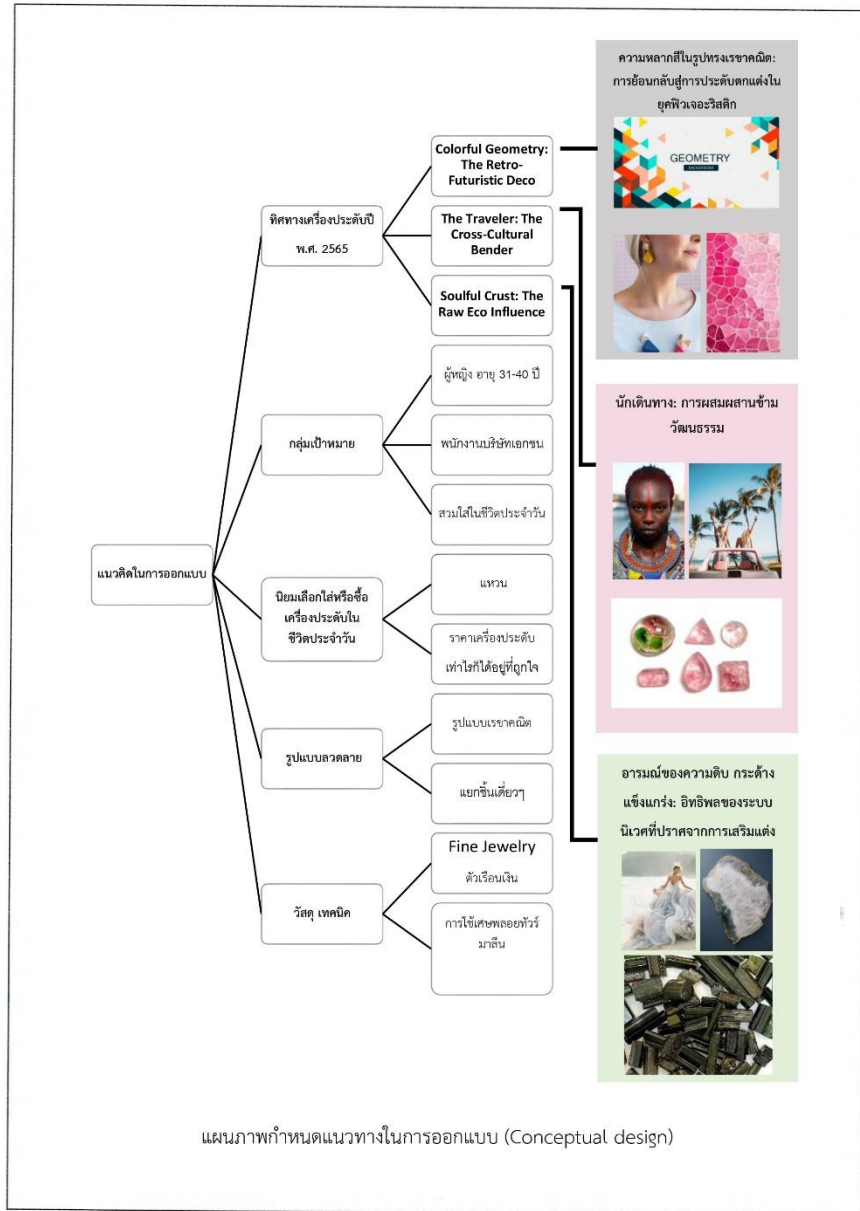 แนวคิดในการออกแบบ
ทิศทางเครื่องประดับปี
พ.ศ. 2565
Colorful Geometry:
The Retro-
Futuristic Deco
The Traveler: The
Cross-Cultural
Bender
Soulful Crust: The
Raw Eco Influence
กลุ่มเป้าหมาย
ผู้หญิง อายุ 31-40 ปี
พนักงานบริษัทเอกชน
สวมใส่ในชีวิตประจำวัน
นิยมเลือกใส่หรือซื้อ
เครื่องประดับใน
ชีวิตประจำวัน
แหวน
ราคาเครื่องประดับ
เท่าไรก็ได้อยู่ที่ถูกใจ
รูปแบบลวดลาย
รูปแบบเรขาคณิต
แยกชิ้นเดี่ยวๆ
วัสดุ เทคนิค
Fine Jewelry
ตัวเรือนเงิน
การใช้เศษพลอยทัวร์
มาลีน
ความหลากสีในรูปทรงเรขาคณิต:
การย้อนกลับสู่การประดับตกแต่งใน
ยุคฟิวเจอะริสติก
GEOMETRY
BACKGROUND
นักเดินทาง: การผสมผสานข้าม
วัฒนธรรม
อารมณ์ของความดิบ กระด้าง
แข็งแกร่ง: อิทธิพลของระบบ
นิเวศที่ปราศจากการเสริมแต่ง
แผนภาพกำหนดแนวทางในการออกแบบ (Conceptual design)